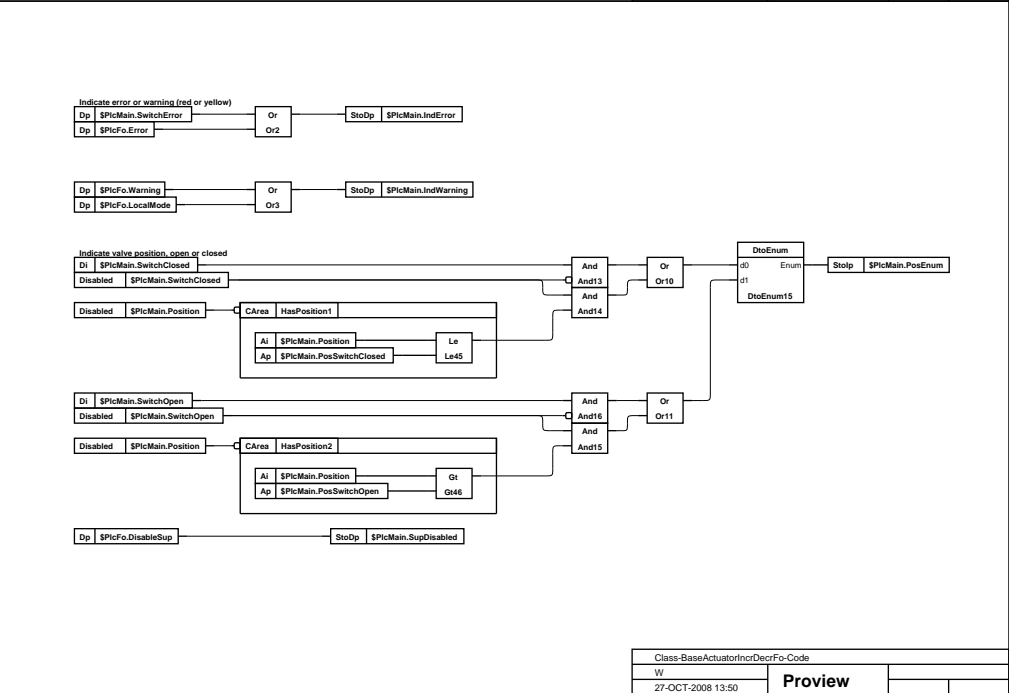 Indicate error or warning (red or yellow)
Dp $PlcMain.SwitchError Or StoDp $PlcMain.IndError
Dp $PlcFo.Error Or2
Dp $PlcFo.Warning Or StoDp $PlcMain.IndWarning
Dp $PlcFo.LocalMode Or3
Indicate valve position, open or closed
DtoEnum
Di $PlcMain.SwitchClosed And Or d0 Enum StoIp $PlcMain.PosEnum
Disabled $PlcMain.SwitchClosed And13 Or10 d1
And DtoEnum15
Disabled $PlcMain.Position CArea HasPosition1 And14
Ai $PlcMain.Position Le
Ap $PlcMain.PosSwitchClosed Le45
Di $PlcMain.SwitchOpen And Or
Disabled $PlcMain.SwitchOpen And16 Or11
And
Disabled $PlcMain.Position CArea HasPosition2 And15
Ai $PlcMain.Position Gt
Ap $PlcMain.PosSwitchOpen Gt46
Dp $PlcFo.DisableSup StoDp $PlcMain.SupDisabled
Class-BaseActuatorIncrDecrFo-Code
W
27-OCT-2008 13:50 Proview